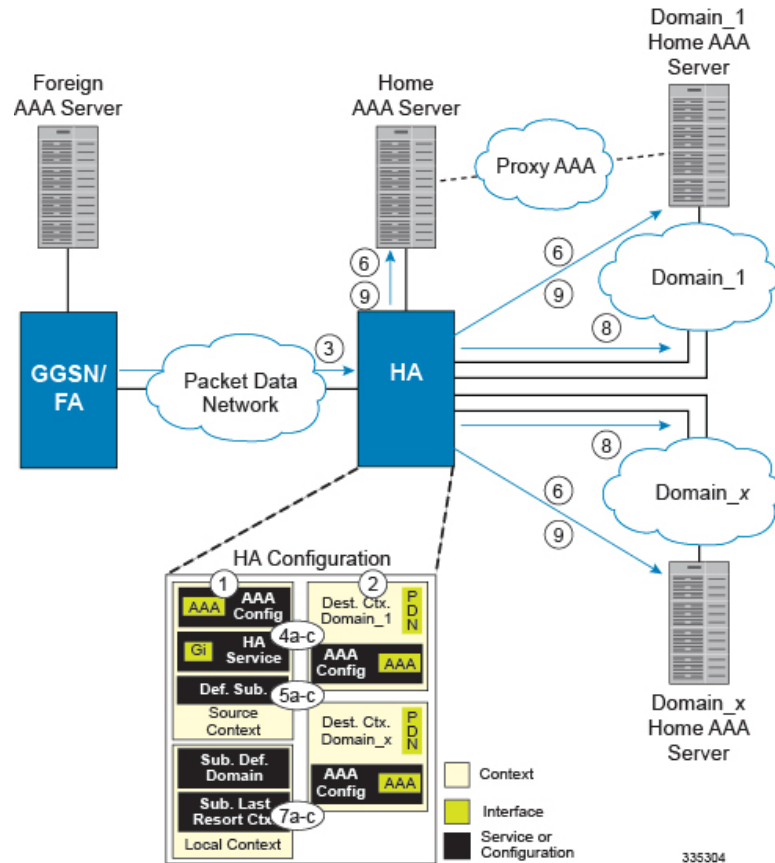 Domain_1
Home AAA
Server
Foreign
AAA Server
Home
AAA Server
Proxy AAA
6
9
6
9
Domain_1
8
3
GGSN/
FA
Packet Data
Network
HA
8
6
9
Domain_x
HA Configuration
1
2
AAA
AAA
Config
Dest. Ctx.
Domain_1
PDN
4a-c
Gi
HA
Service
AAA
Config
AAA
Def. Sub.
5a-c
Source
Context
Dest. Ctx.
Domain_x
PDN
Sub. Def.
Domain
AAA
Config
AAA
Sub. Last
Resort Ctx
7a-c
Local Context
Domain_x
Home AAA
Server
Context
Interface
Service or
Configuration
335304